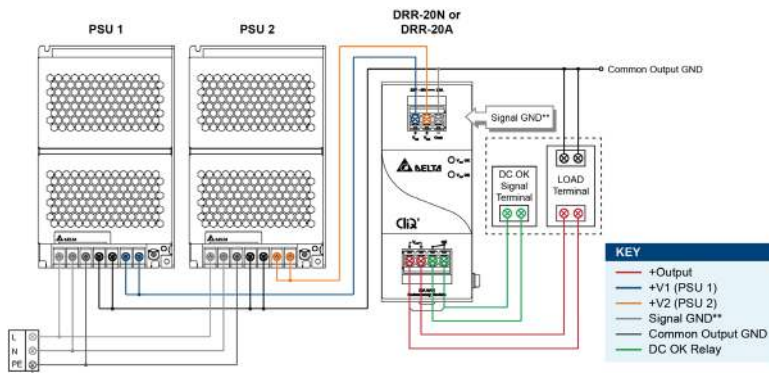 PSU 1
PSU 2
DRR-20N or
DRR-20A
Common Output GND
Signal GND**
DELTA
DC OK
Signal
Terminal
LOAD
Terminal
CliQ
KEY
+Output
+V1 (PSU 1)
+V2 (PSU 2)
Signal GND**
Common Output GND
DC OK Relay
L
N
PE